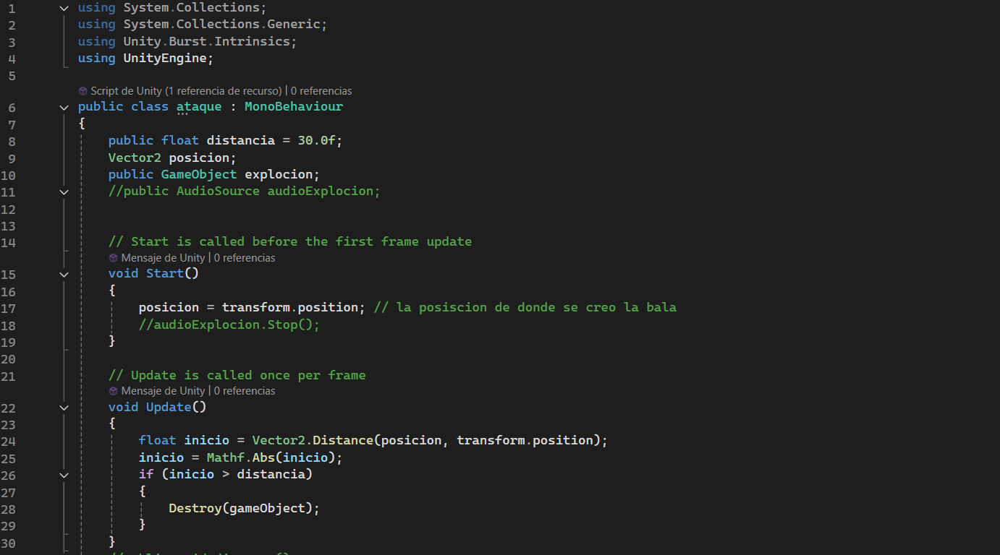 1 using System.Collections;
2 using System.Collections.Generic;
3 using Unity.Burst.Intrinsics;
4 using UnityEngine;
5
Script de Unity (1 referencia de recurso) | 0 referencias
6 public class ataque : MonoBehaviour
7 {
8 public float distancia = 30.0f;
9 Vector2 posicion;
10 public GameObject explocion;
11 //public AudioSource audioExplocion;
12
13
14 // Start is called before the first frame update
Mensaje de Unity | 0 referencias
15 void Start()
16 {
17 posicion = transform.position; // la posiscion de donde se creo la bala
18 //audioExplocion.Stop();
19 }
20
21 // Update is called once per frame
Mensaje de Unity | 0 referencias
22 void Update()
23 {
24 float inicio = Vector2.Distance(posicion, transform.position);
25 inicio = Mathf.Abs(inicio);
26 if (inicio > distancia)
27 {
28 Destroy(gameObject);
29 }
30 }